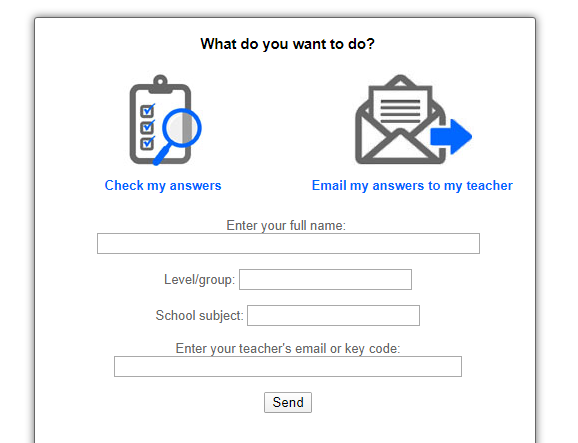 What do you want to do?
Check my answers
Email my answers to my teacher
Enter your full name:
Level/group:
School subject:
Enter your teacher's email or key code:
Send